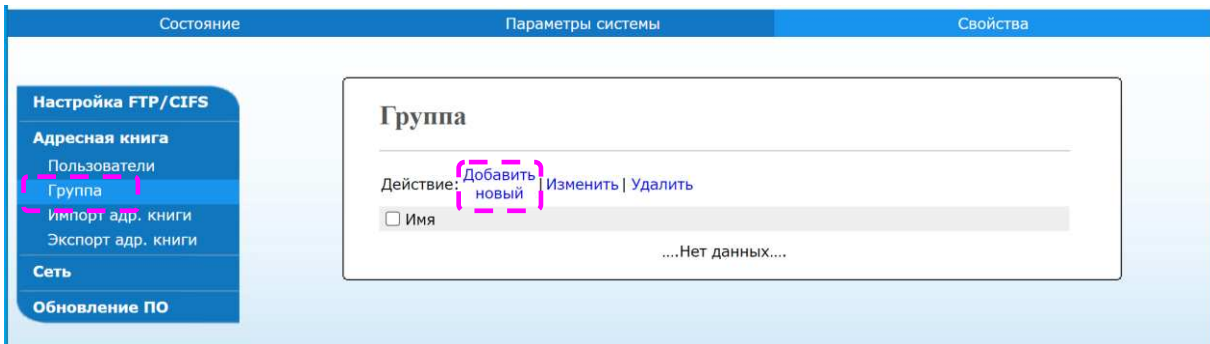 Состояние
Параметры системы
Свойства
Настройка FTP/CIFS
Адресная книга
Пользователи
Группа
Импорт адр. книги
Экспорт адр. книги
Сеть
Обновление ПО
Группа
Действие: Добавить новый | Изменить | Удалить
Имя
....Нет данных....